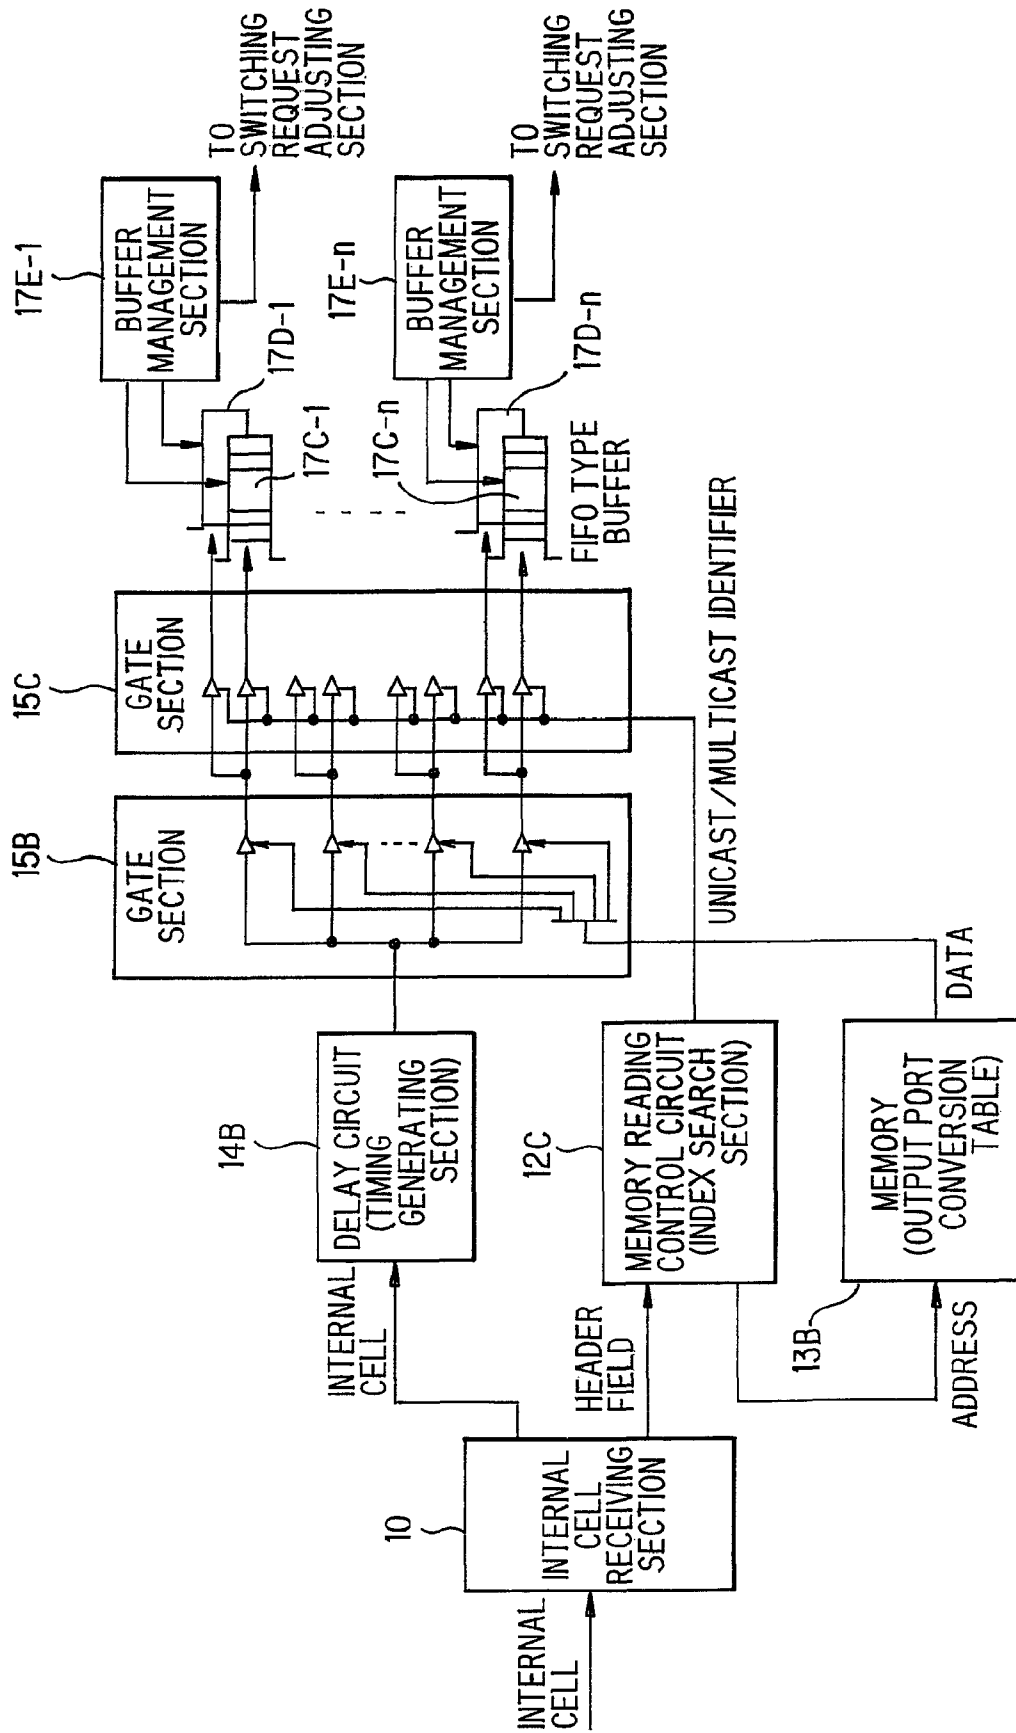 INTERNAL
CELL
10
INTERNAL
CELL
RECEIVING
SECTION
INTERNAL
CELL
HEADER
FIELD
14B
DELAY CIRCUIT
(TIMING
GENERATING
SECTION)
12C
MEMORY READING
CONTROL CIRCUIT
(INDEX SEARCH
SECTION)
13B
MEMORY
(OUTPUT PORT
CONVERSION
TABLE)
ADDRESS
DATA
UNICAST/MULTICAST IDENTIFIER
15B
GATE
SECTION
15C
GATE
SECTION
17C-1
17D-1
17E-1
BUFFER
MANAGEMENT
SECTION
TO
SWITCHING
REQUEST
ADJUSTING
SECTION
17C-n
17D-n
FIFO TYPE
BUFFER
17E-n
BUFFER
MANAGEMENT
SECTION
TO
SWITCHING
REQUEST
ADJUSTING
SECTION